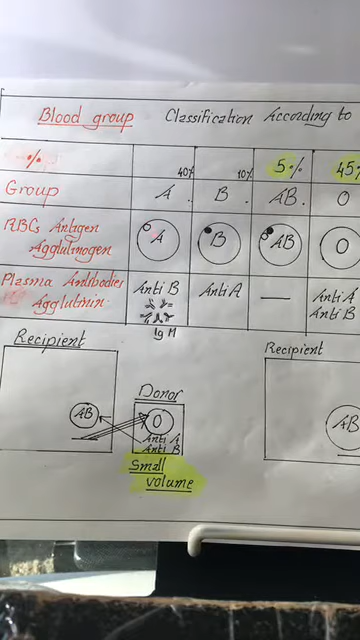 Blood group Classification According to
% 40% 10% 5% 45%
Group A. B. AB. O
RBCs Antigen A B AB O
Agglutinogen
Plasma Antibodies Anti B Anti A — Anti A
Agglutinin Anti B
Ig M
Recipient Recipient
Donor
AB O AB
Anti A
Anti B
Small
volume